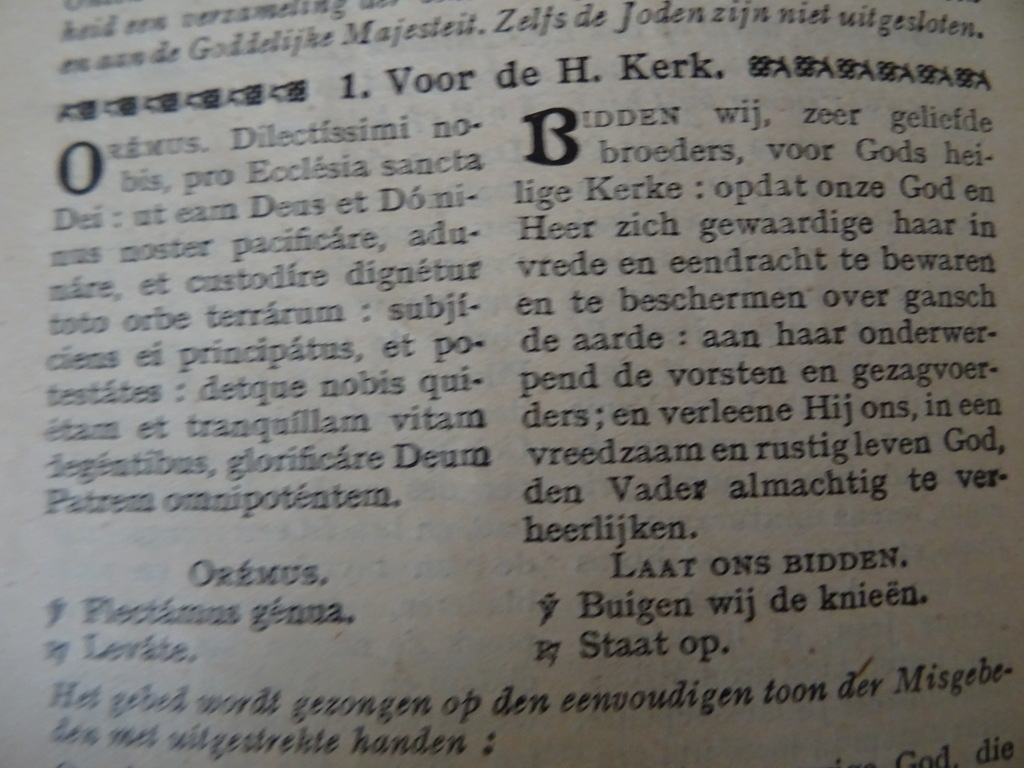 heid een verzameling der
en aan de Goddelijke Majesteit. Zelfs de Joden zijn niet uitgesloten.
1. Voor de H. Kerk.
ORÉMUS. Dilectíssimi no-
bis, pro Ecclésia sancta
Dei : ut eam Deus et Dómi-
nus noster pacificáre, adu-
náre, et custodíre dignétur
toto orbe terrárum : subjí-
ciens ei principátus, et po-
testátes : detque nobis qui-
étam et tranquíllam vitam
degéntibus, glorificáre Deum
Patrem omnipoténtem.
ORÉMUS.
℣ Flectámus génua.
℟ Leváte.
BIDDEN wij, zeer geliefde
broeders, voor Gods hei-
lige Kerke : opdat onze God en
Heer zich gewaardige haar in
vrede en eendracht te bewaren
en te beschermen over gansch
de aarde : aan haar onderwer-
pend de vorsten en gezagvoer-
ders ; en verleene Hij ons, in een
vreedzaam en rustig leven God,
den Vader almachtig te ver-
heerlijken.
LAAT ONS BIDDEN.
℣ Buigen wij de knieën.
℟ Staat op.
Het gebed wordt gezongen op den eenvoudigen toon der Misgebe-
den met uitgestrekte handen :
God, die